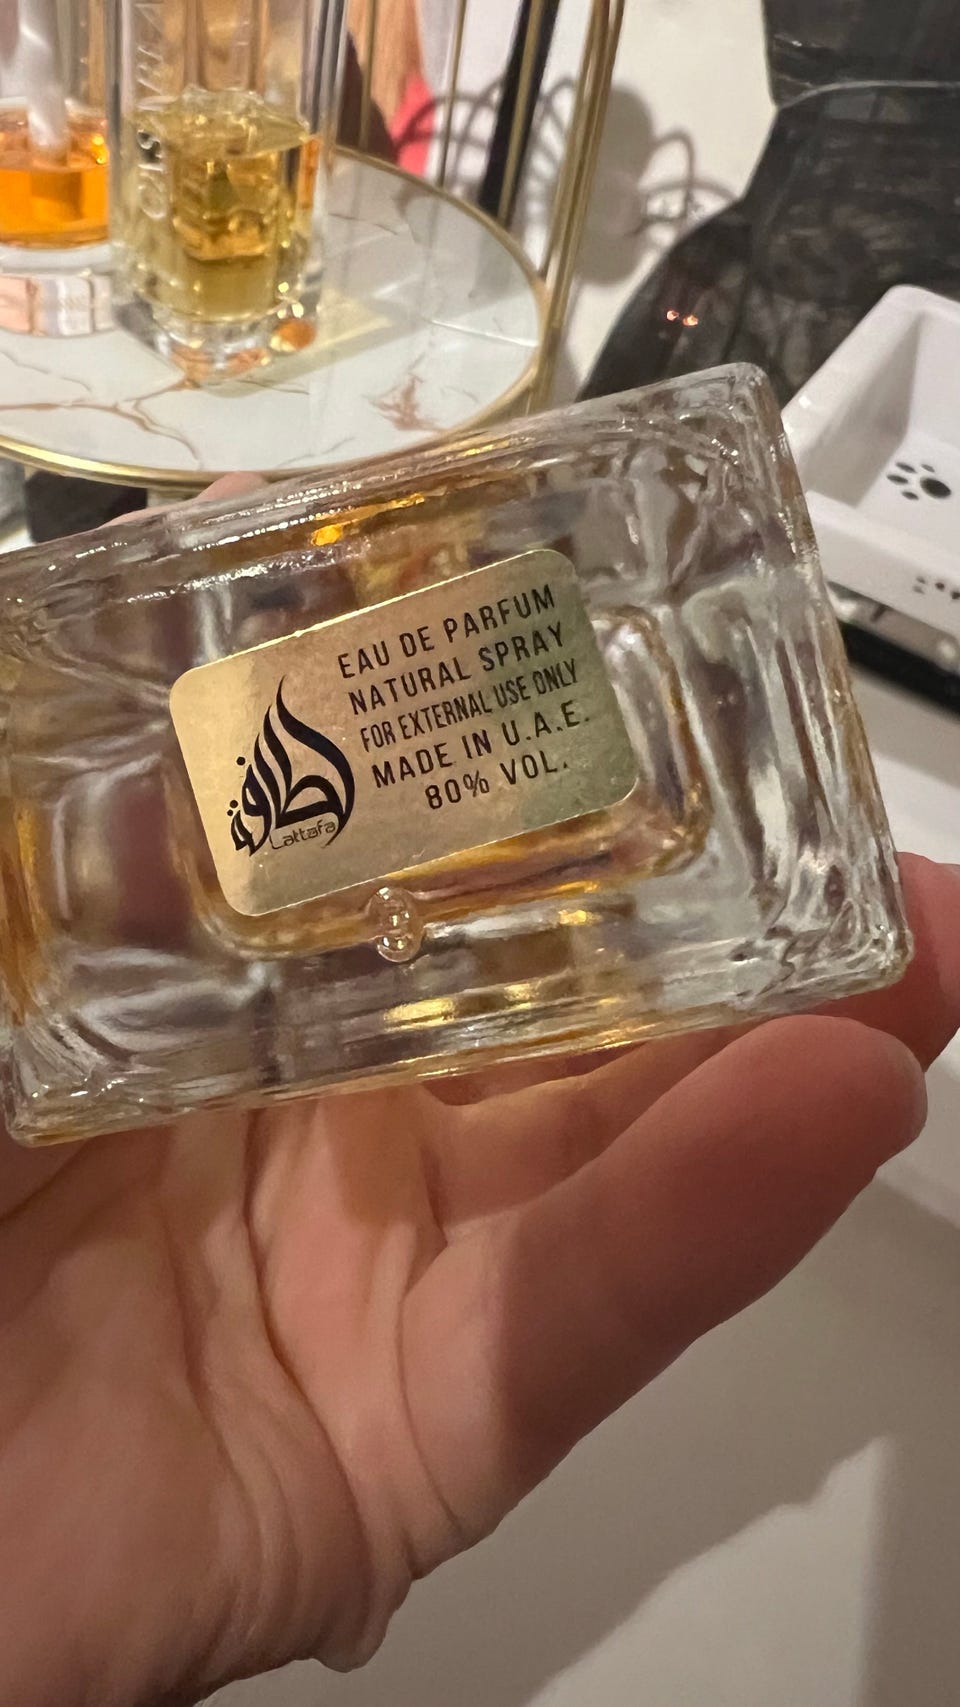 EAU DE PARFUM
NATURAL SPRAY
FOR EXTERNAL USE ONLY
MADE IN U.A.E.
80% VOL.
لطافة
Lattafa